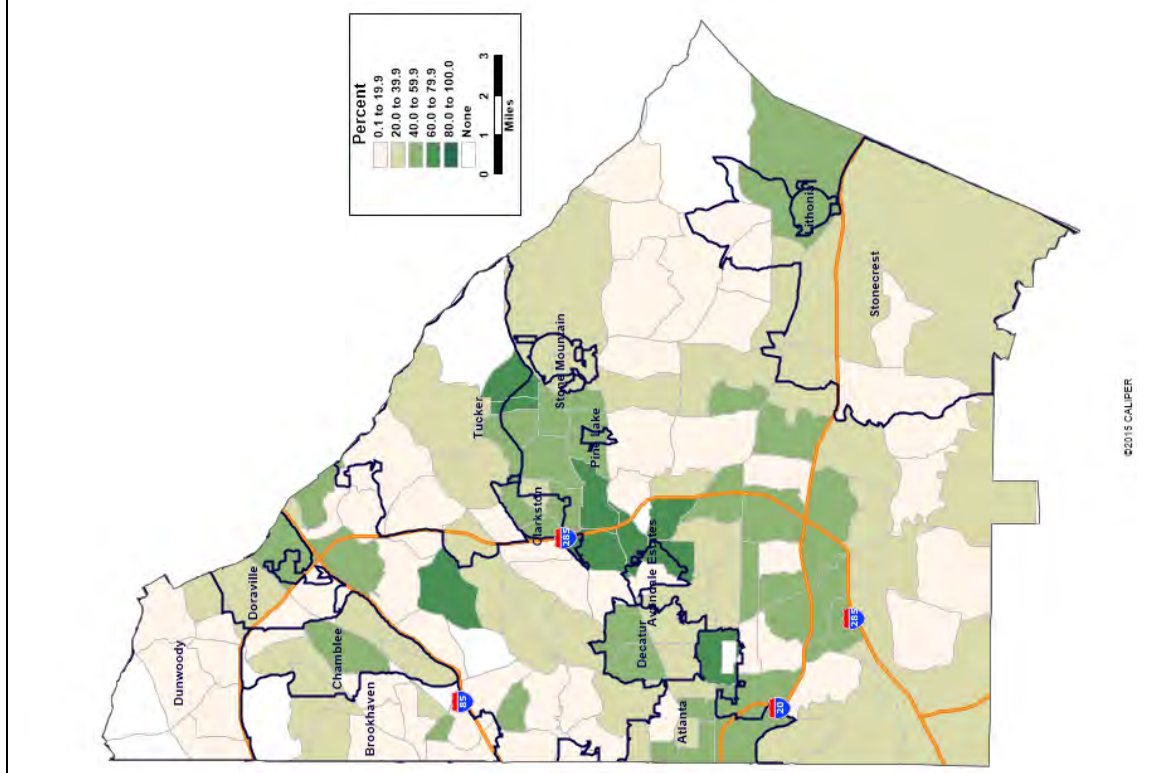 Percent
0.1 to 19.9
20.0 to 39.9
40.0 to 59.9
60.0 to 79.9
80.0 to 100.0
None
0 1 2 3
Miles
Dunwoody
Doraville
Chamblee
Brookhaven
85
Tucker
Stone Mountain
Pine Lake
Clarkston
285
Avondale Estates
Decatur
Atlanta
20
285
Lithonia
Stonecrest
©2015 CALIPER